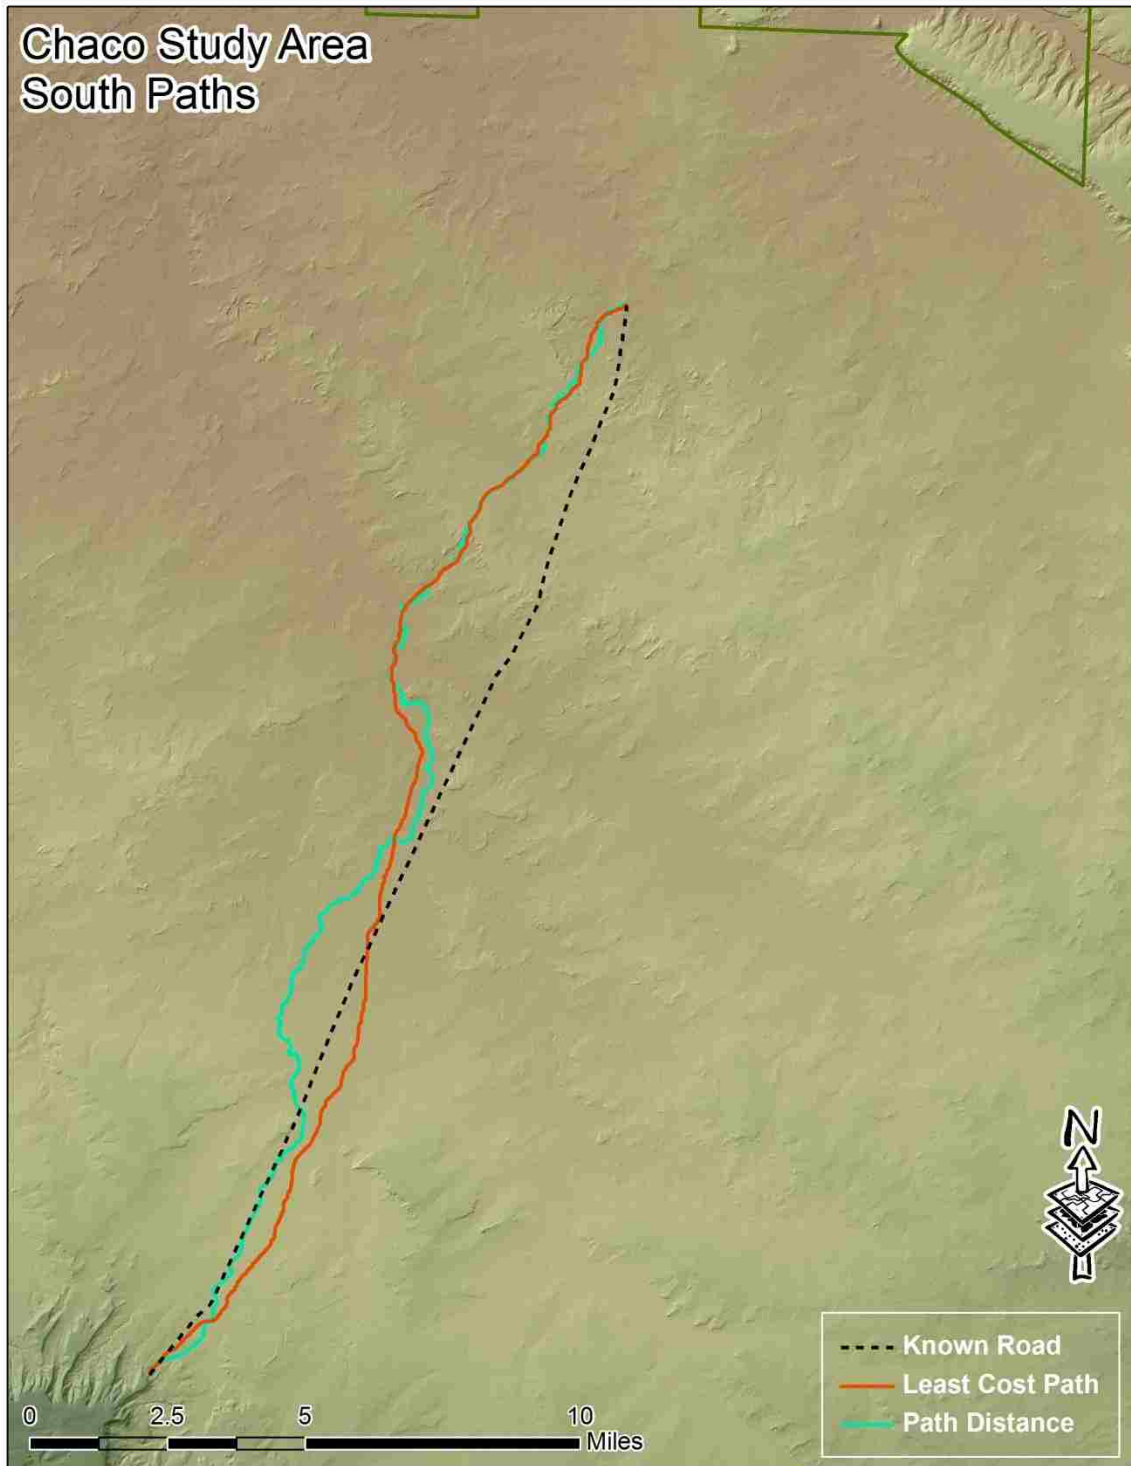 Chaco Study Area
South Paths
N
Known Road
Least Cost Path
Path Distance
0 2.5 5 10
Miles